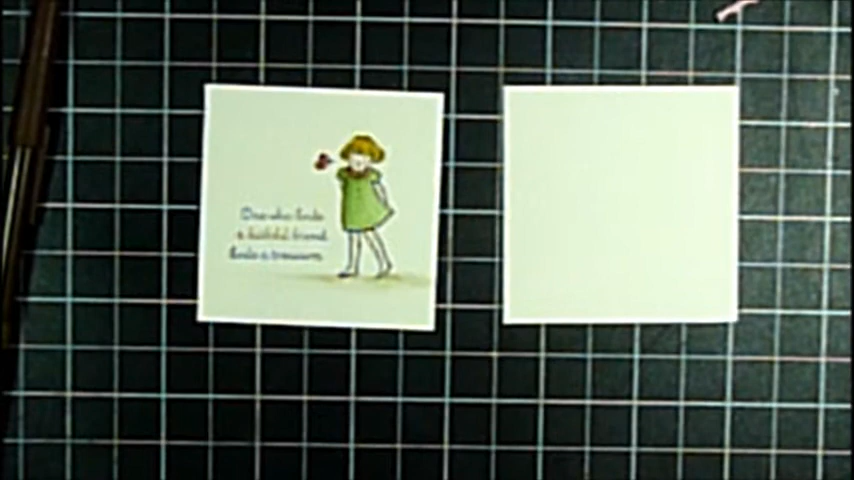 One who finds
a faithful friend
finds a treasure